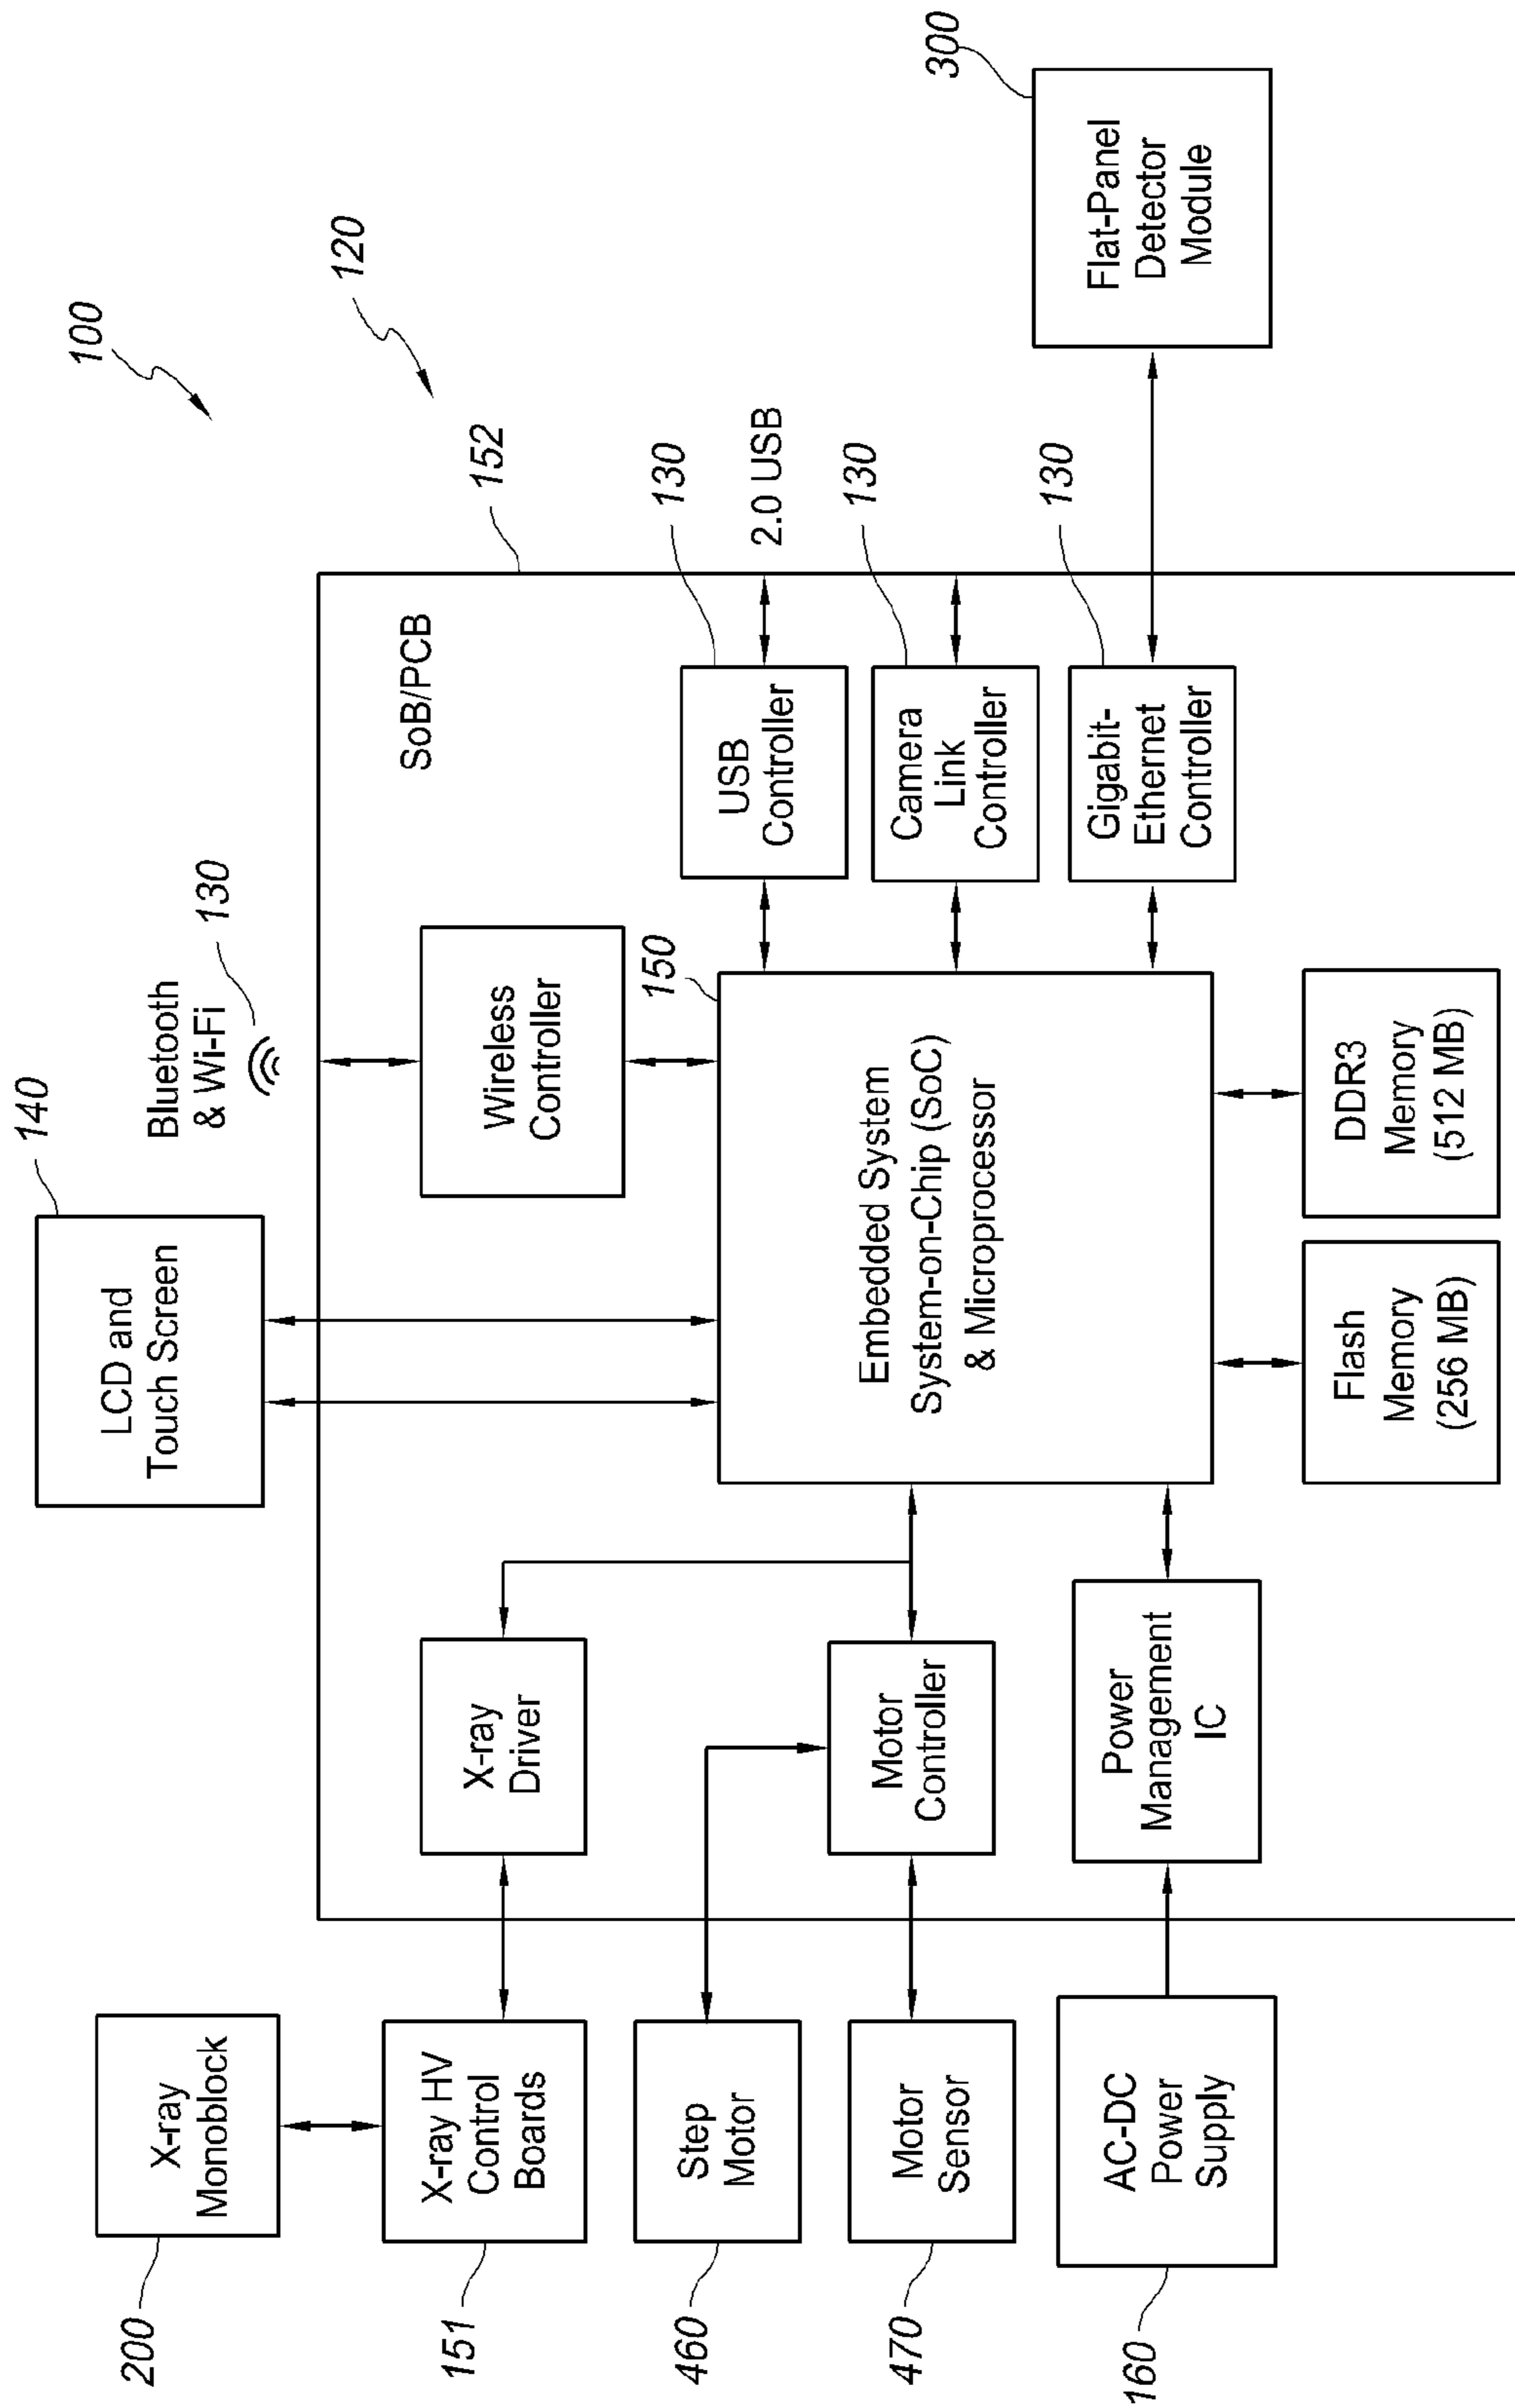 100
120
140
LCD and
Touch Screen
Bluetooth
& Wi-Fi
130
152
SoB/PCB
200
X-ray
Monoblock
151
X-ray HV
Control
Boards
X-ray
Driver
Wireless
Controller
150
Embedded System
System-on-Chip (SoC)
& Microprocessor
USB
Controller
130
2.0 USB
460
Step
Motor
Motor
Controller
Camera
Link
Controller
130
470
Motor
Sensor
Gigabit-
Ethernet
Controller
130
300
Flat-Panel
Detector
Module
160
AC-DC
Power
Supply
Power
Management
IC
Flash
Memory
(256 MB)
DDR3
Memory
(512 MB)